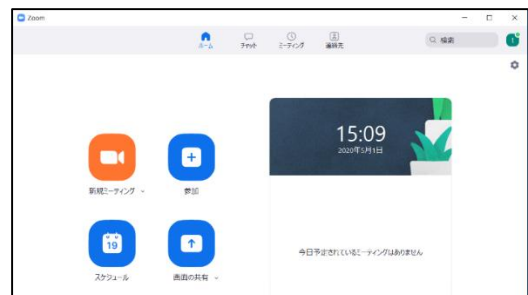 Zoom
ホーム
チャット
ミーティング
連絡先
検索
15:09
2020年5月1日
新規ミーティング
参加
19
スケジュール
画面の共有
今日予定されているミーティングはありません